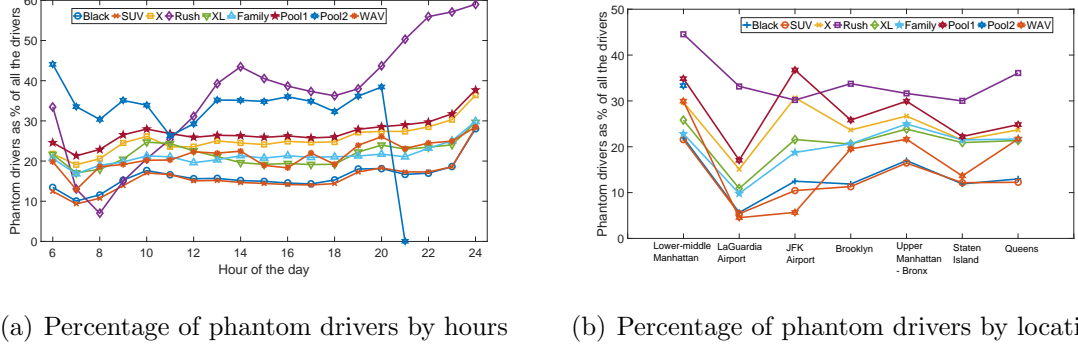 60
50
40
30
20
10
0
Phantom drivers as % of all the drivers
Black SUV X Rush XL Family Pool1 Pool2 WAV
6 8 10 12 14 16 18 20 22 24
Hour of the day
50
40
30
20
10
0
Phantom drivers as % of all the drivers
Black SUV X Rush XL Family Pool1 Pool2 WAV
Lower-middle
Manhattan
LaGuardia
Airport
JFK
Airport
Brooklyn
Upper
Manhattan
- Bronx
Staten
Island
Queens
(a) Percentage of phantom drivers by hours
(b) Percentage of phantom drivers by locati